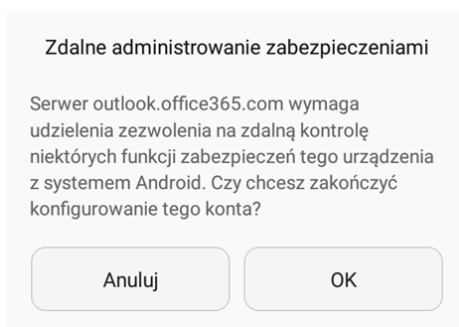 Zdalne administrowanie zabezpieczeniami
Serwer outlook.office365.com wymaga
udzielenia zezwolenia na zdalną kontrolę
niektórych funkcji zabezpieczeń tego urządzenia
z systemem Android. Czy chcesz zakończyć
konfigurowanie tego konta?
Anuluj
OK